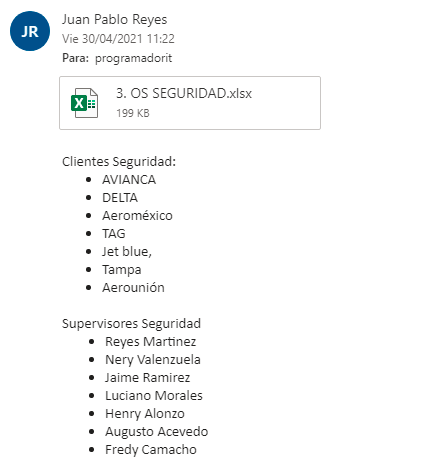 JR
Juan Pablo Reyes
Vie 30/04/2021 11:22
Para: programadorit
3. OS SEGURIDAD.xlsx
199 KB
Clientes Seguridad:
• AVIANCA
• DELTA
• Aeroméxico
• TAG
• Jet blue,
• Tampa
• Aerounión
Supervisores Seguridad
• Reyes Martinez
• Nery Valenzuela
• Jaime Ramirez
• Luciano Morales
• Henry Alonzo
• Augusto Acevedo
• Fredy Camacho